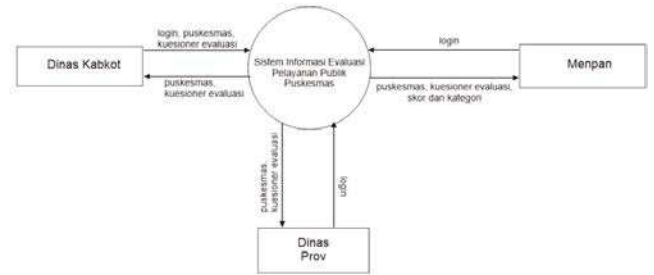 login, puskesmas,
kuesioner evaluasi
Dinas Kabkot
puskesmas,
kuesioner evaluasi
Sistem Informasi Evaluasi
Pelayanan Publik
Puskesmas
login
Menpan
puskesmas, kuesioner evaluasi,
skor dan kategori
puskesmas,
kuesioner evaluasi
login
Dinas
Prov